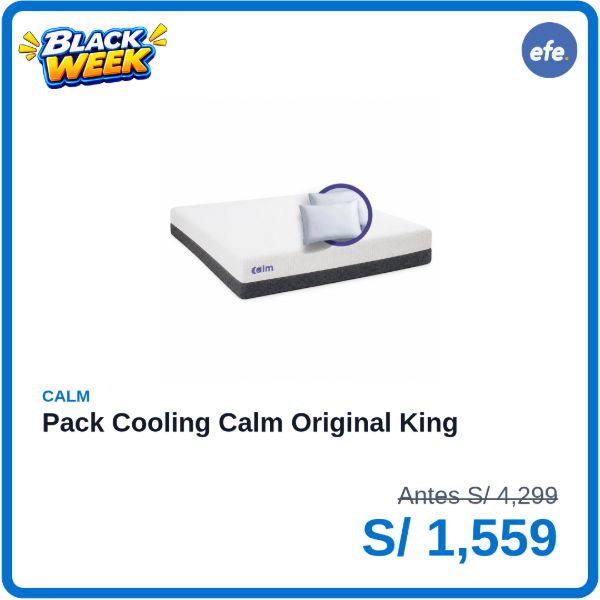 BLACK
WEEK
efe.
Calm
CALM
Pack Cooling Calm Original King
Antes S/ 4,299
S/ 1,559